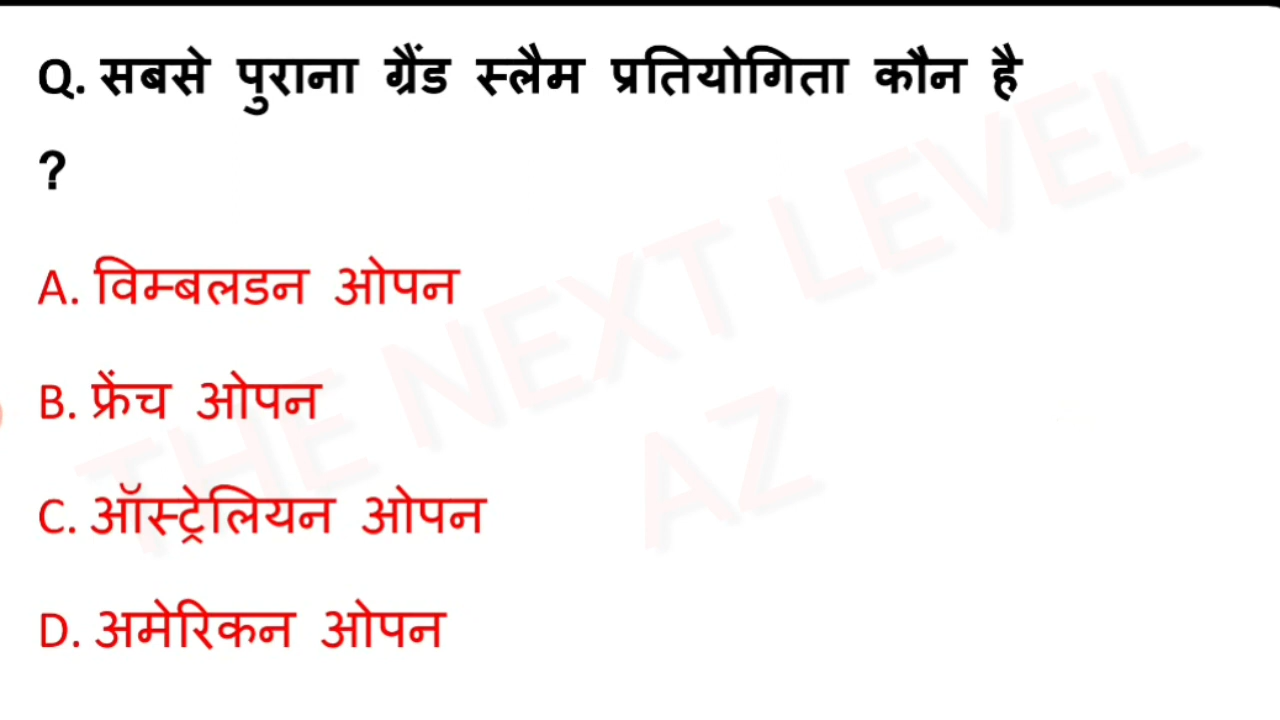 Q. सबसे पुराना ग्रैंड स्लैम प्रतियोगिता कौन है
?
A. विम्बलडन ओपन
B. फ्रेंच ओपन
C. ऑस्ट्रेलियन ओपन
D. अमेरिकन ओपन
THE NEXT LEVEL
AZ